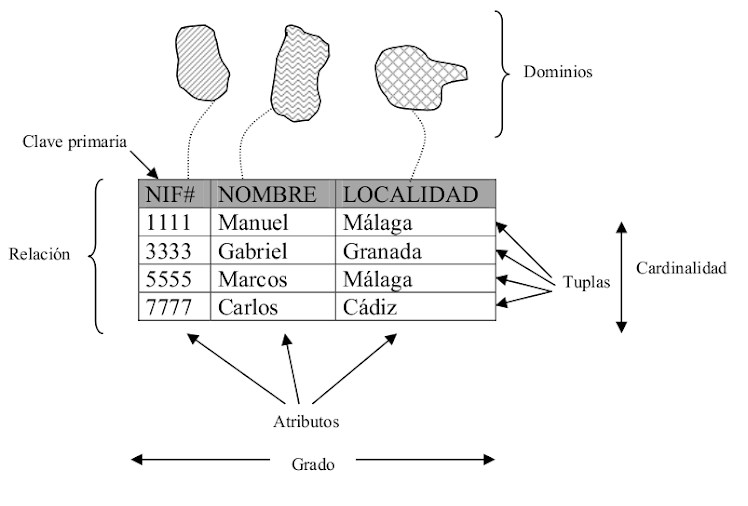 Dominios
Clave primaria
NIF# NOMBRE LOCALIDAD
1111 Manuel Málaga
3333 Gabriel Granada
5555 Marcos Málaga
7777 Carlos Cádiz
Relación
Tuplas
Cardinalidad
Atributos
Grado